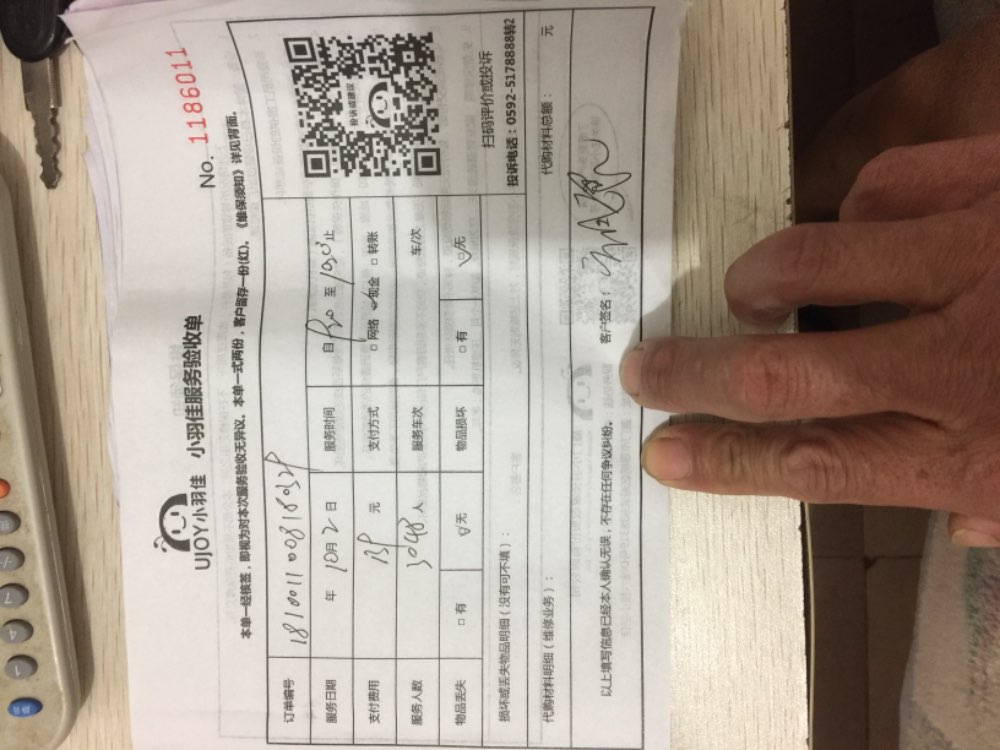 UJOY小羽佳 小羽佳服务验收单
No. 1186011
本单一经核签，即视为对本次服务验收无异议。本单一式两份，客户留存一份(红)。《维保须知》详见背面。
订单编号
服务日期 年 10月2日 服务时间 自 至 止
支付费用 元 支付方式 □网络 现金 □转账
服务人数 人 服务车次 车/次
物品丢失 □有 无 物品损坏 □有 无
损坏或丢失物品明细（没有可不填）：
投诉或建议
扫码评价或投诉
投诉电话：0592-5178888转2
代购材料明细（维修业务）： 代购材料总额： 元
以上填写信息已经本人确认无误，不存在任何争议纠纷。 客户签名：